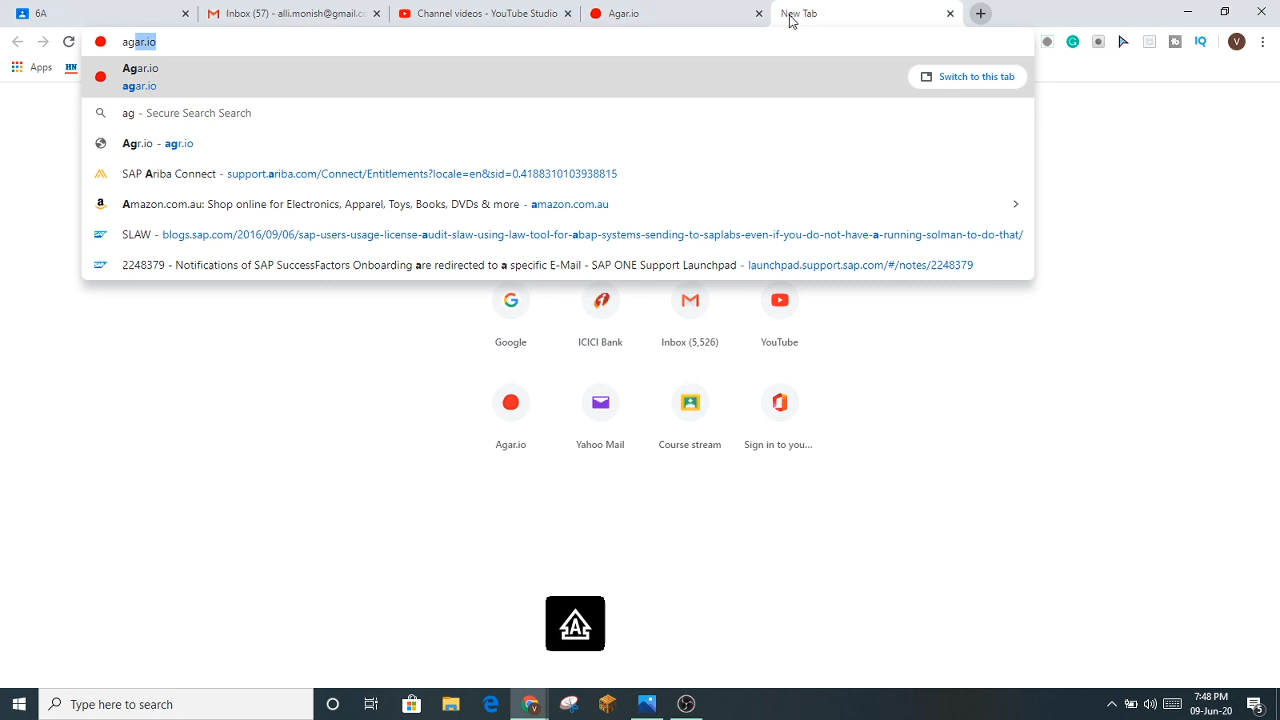 6A
Inbox (57) - alli.monish@gmail.c
Channel videos - YouTube Studio
Agar.io
New Tab
agar.io
IQ
V
Apps
HN
Agar.io
agar.io
Switch to this tab
ag - Secure Search Search
Agr.io - agr.io
SAP Ariba Connect - support.ariba.com/Connect/Entitlements?locale=en&sid=0.4188310103938815
Amazon.com.au: Shop online for Electronics, Apparel, Toys, Books, DVDs & more - amazon.com.au
SLAW - blogs.sap.com/2016/09/06/sap-users-usage-license-audit-slaw-using-law-tool-for-abap-systems-sending-to-saplabs-even-if-you-do-not-have-a-running-solman-to-do-that/
2248379 - Notifications of SAP SuccessFactors Onboarding are redirected to a specific E-Mail - SAP ONE Support Launchpad - launchpad.support.sap.com/#/notes/2248379
Google
ICICI Bank
Inbox (5,526)
YouTube
Agar.io
Yahoo Mail
Course stream
Sign in to you...
A
Type here to search
7:48 PM
09-Jun-20